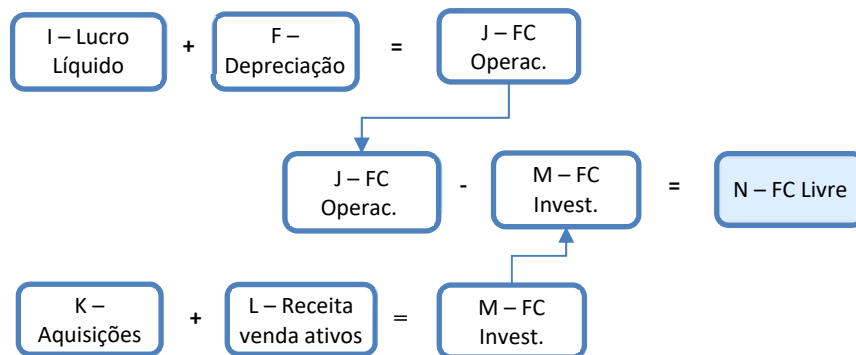 I – Lucro
Líquido
+
F –
Depreciação
=
J – FC
Operac.
J – FC
Operac.
-
M – FC
Invest.
=
N – FC Livre
K –
Aquisições
+
L – Receita
venda ativos
=
M – FC
Invest.